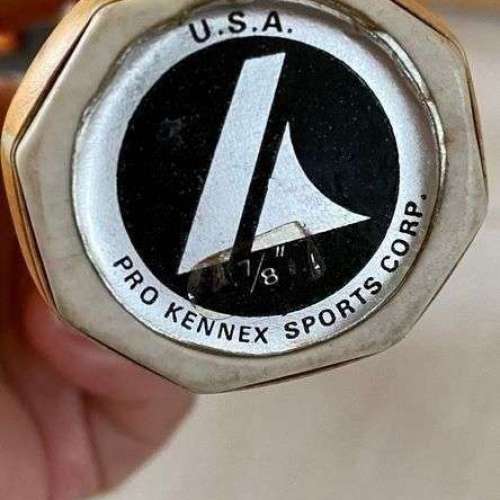 U.S.A.
7/8"
PRO KENNEX SPORTS CORP.